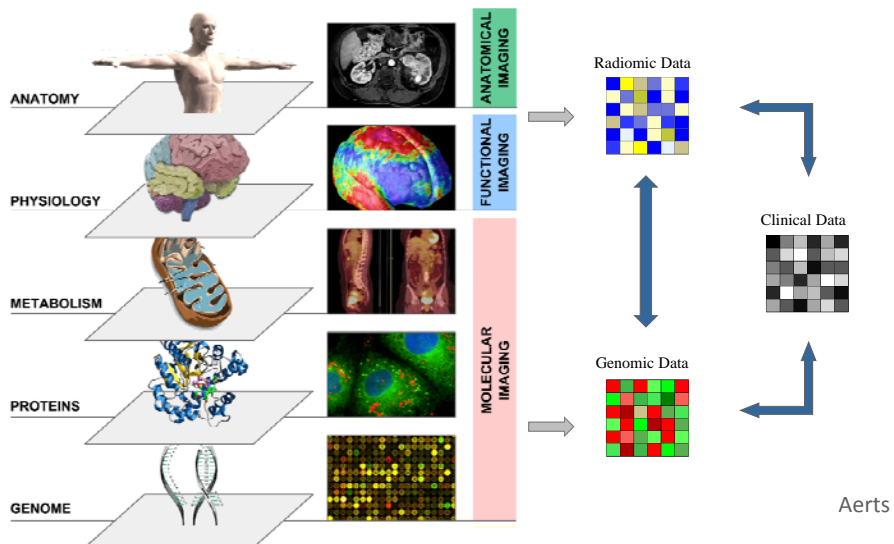 ANATOMY
PHYSIOLOGY
METABOLISM
PROTEINS
GENOME
ANATOMICAL
IMAGING
FUNCTIONAL
IMAGING
MOLECULAR
IMAGING
Radiomic Data
Clinical Data
Genomic Data
Aerts